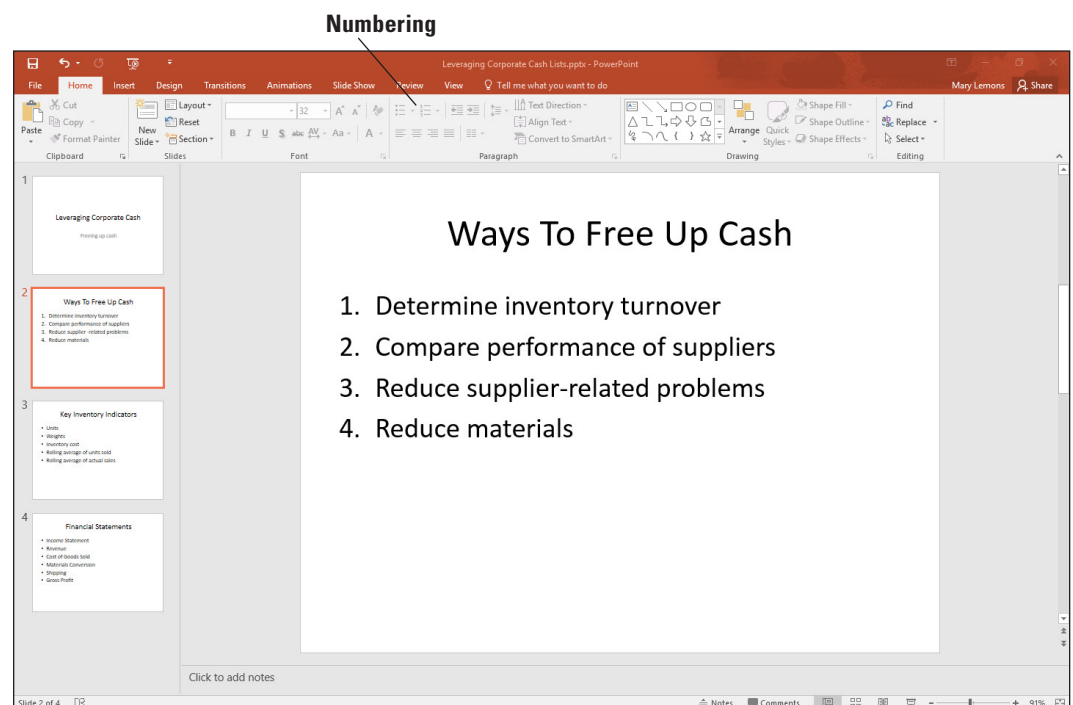 Numbering
Leveraging Corporate Cash Lists.pptx - PowerPoint
File Home Insert Design Transitions Animations Slide Show Review View Tell me what you want to do Mary Lemons Share
Paste
Cut
Copy
Format Painter
Clipboard
New
Slide
Layout
Reset
Section
Slides
32 A A
B I U S abc AV Aa A
Font
Text Direction
Align Text
Convert to SmartArt
Paragraph
Arrange
Quick
Styles
Shape Fill
Shape Outline
Shape Effects
Drawing
Find
Replace
Select
Editing
1
Leveraging Corporate Cash
Freeing up cash
2
Ways To Free Up Cash
1. Determine inventory turnover
2. Compare performance of suppliers
3. Reduce supplier -related problems
4. Reduce materials
3
Key Inventory Indicators
• Units
• Weights
• Inventory cost
• Rolling average of units sold
• Rolling average of actual sales
4
Financial Statements
• Income Statement
• Revenue
• Cost of Goods Sold
• Materials Conversion
• Shipping
• Gross Profit
Ways To Free Up Cash
1. Determine inventory turnover
2. Compare performance of suppliers
3. Reduce supplier-related problems
4. Reduce materials
Click to add notes
Slide 2 of 4 Notes Comments 91%